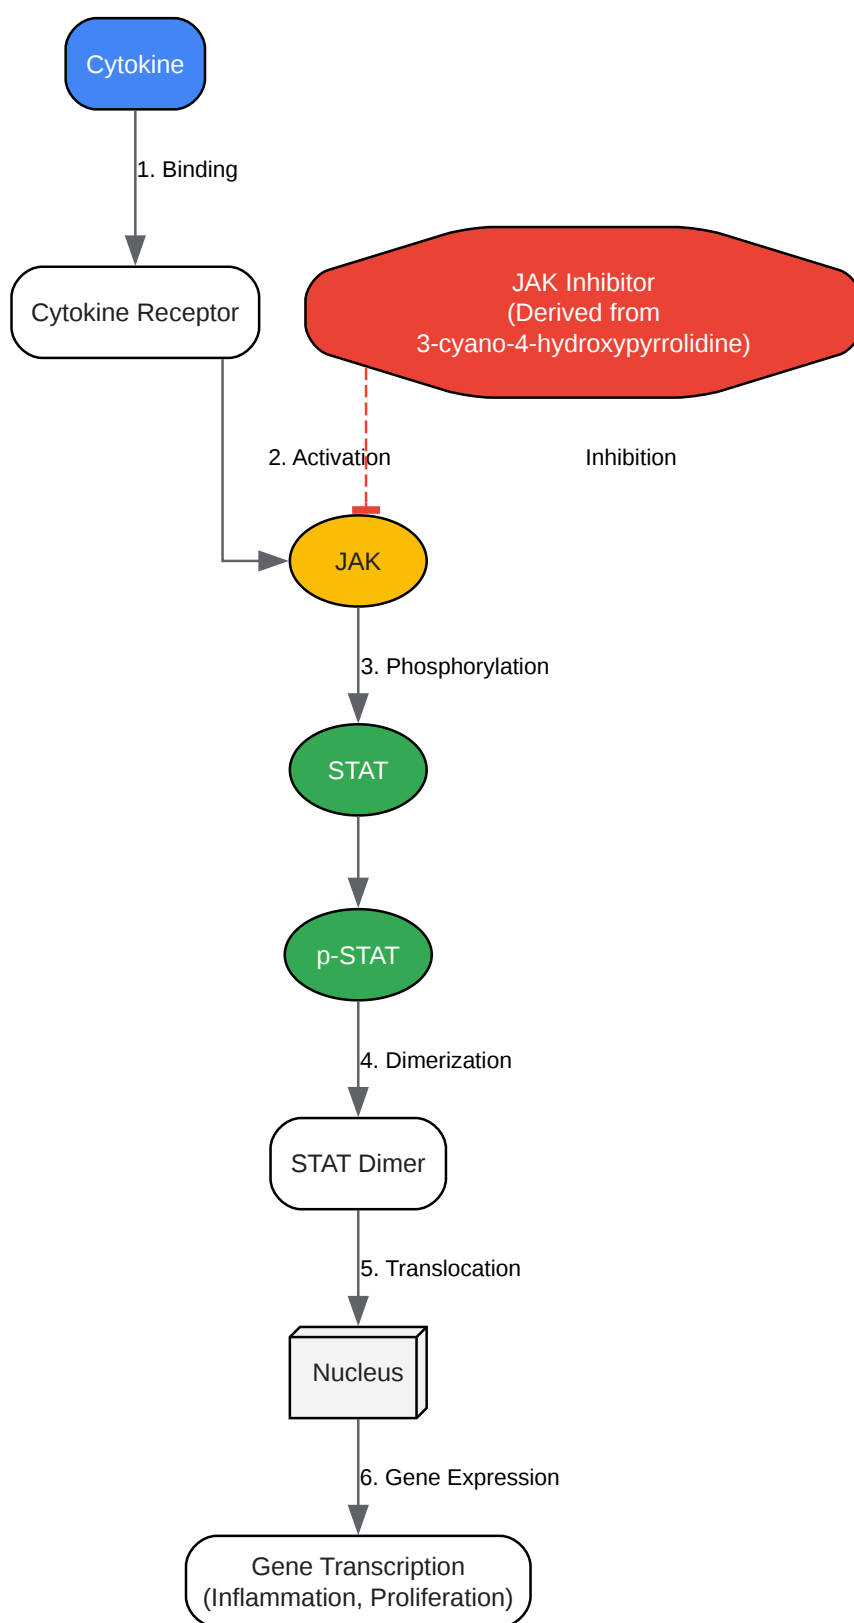 Cytokine
1. Binding
Cytokine Receptor
JAK Inhibitor
(Derived from
3-cyano-4-hydroxypyrrolidine)
2. Activation
Inhibition
JAK
3. Phosphorylation
STAT
p-STAT
4. Dimerization
STAT Dimer
5. Translocation
Nucleus
6. Gene Expression
Gene Transcription
(Inflammation, Proliferation)